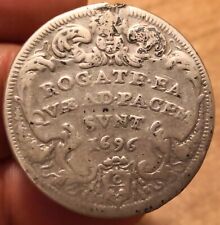 ROGATE EA
QVÆ AD PACEM
SVNT
1696